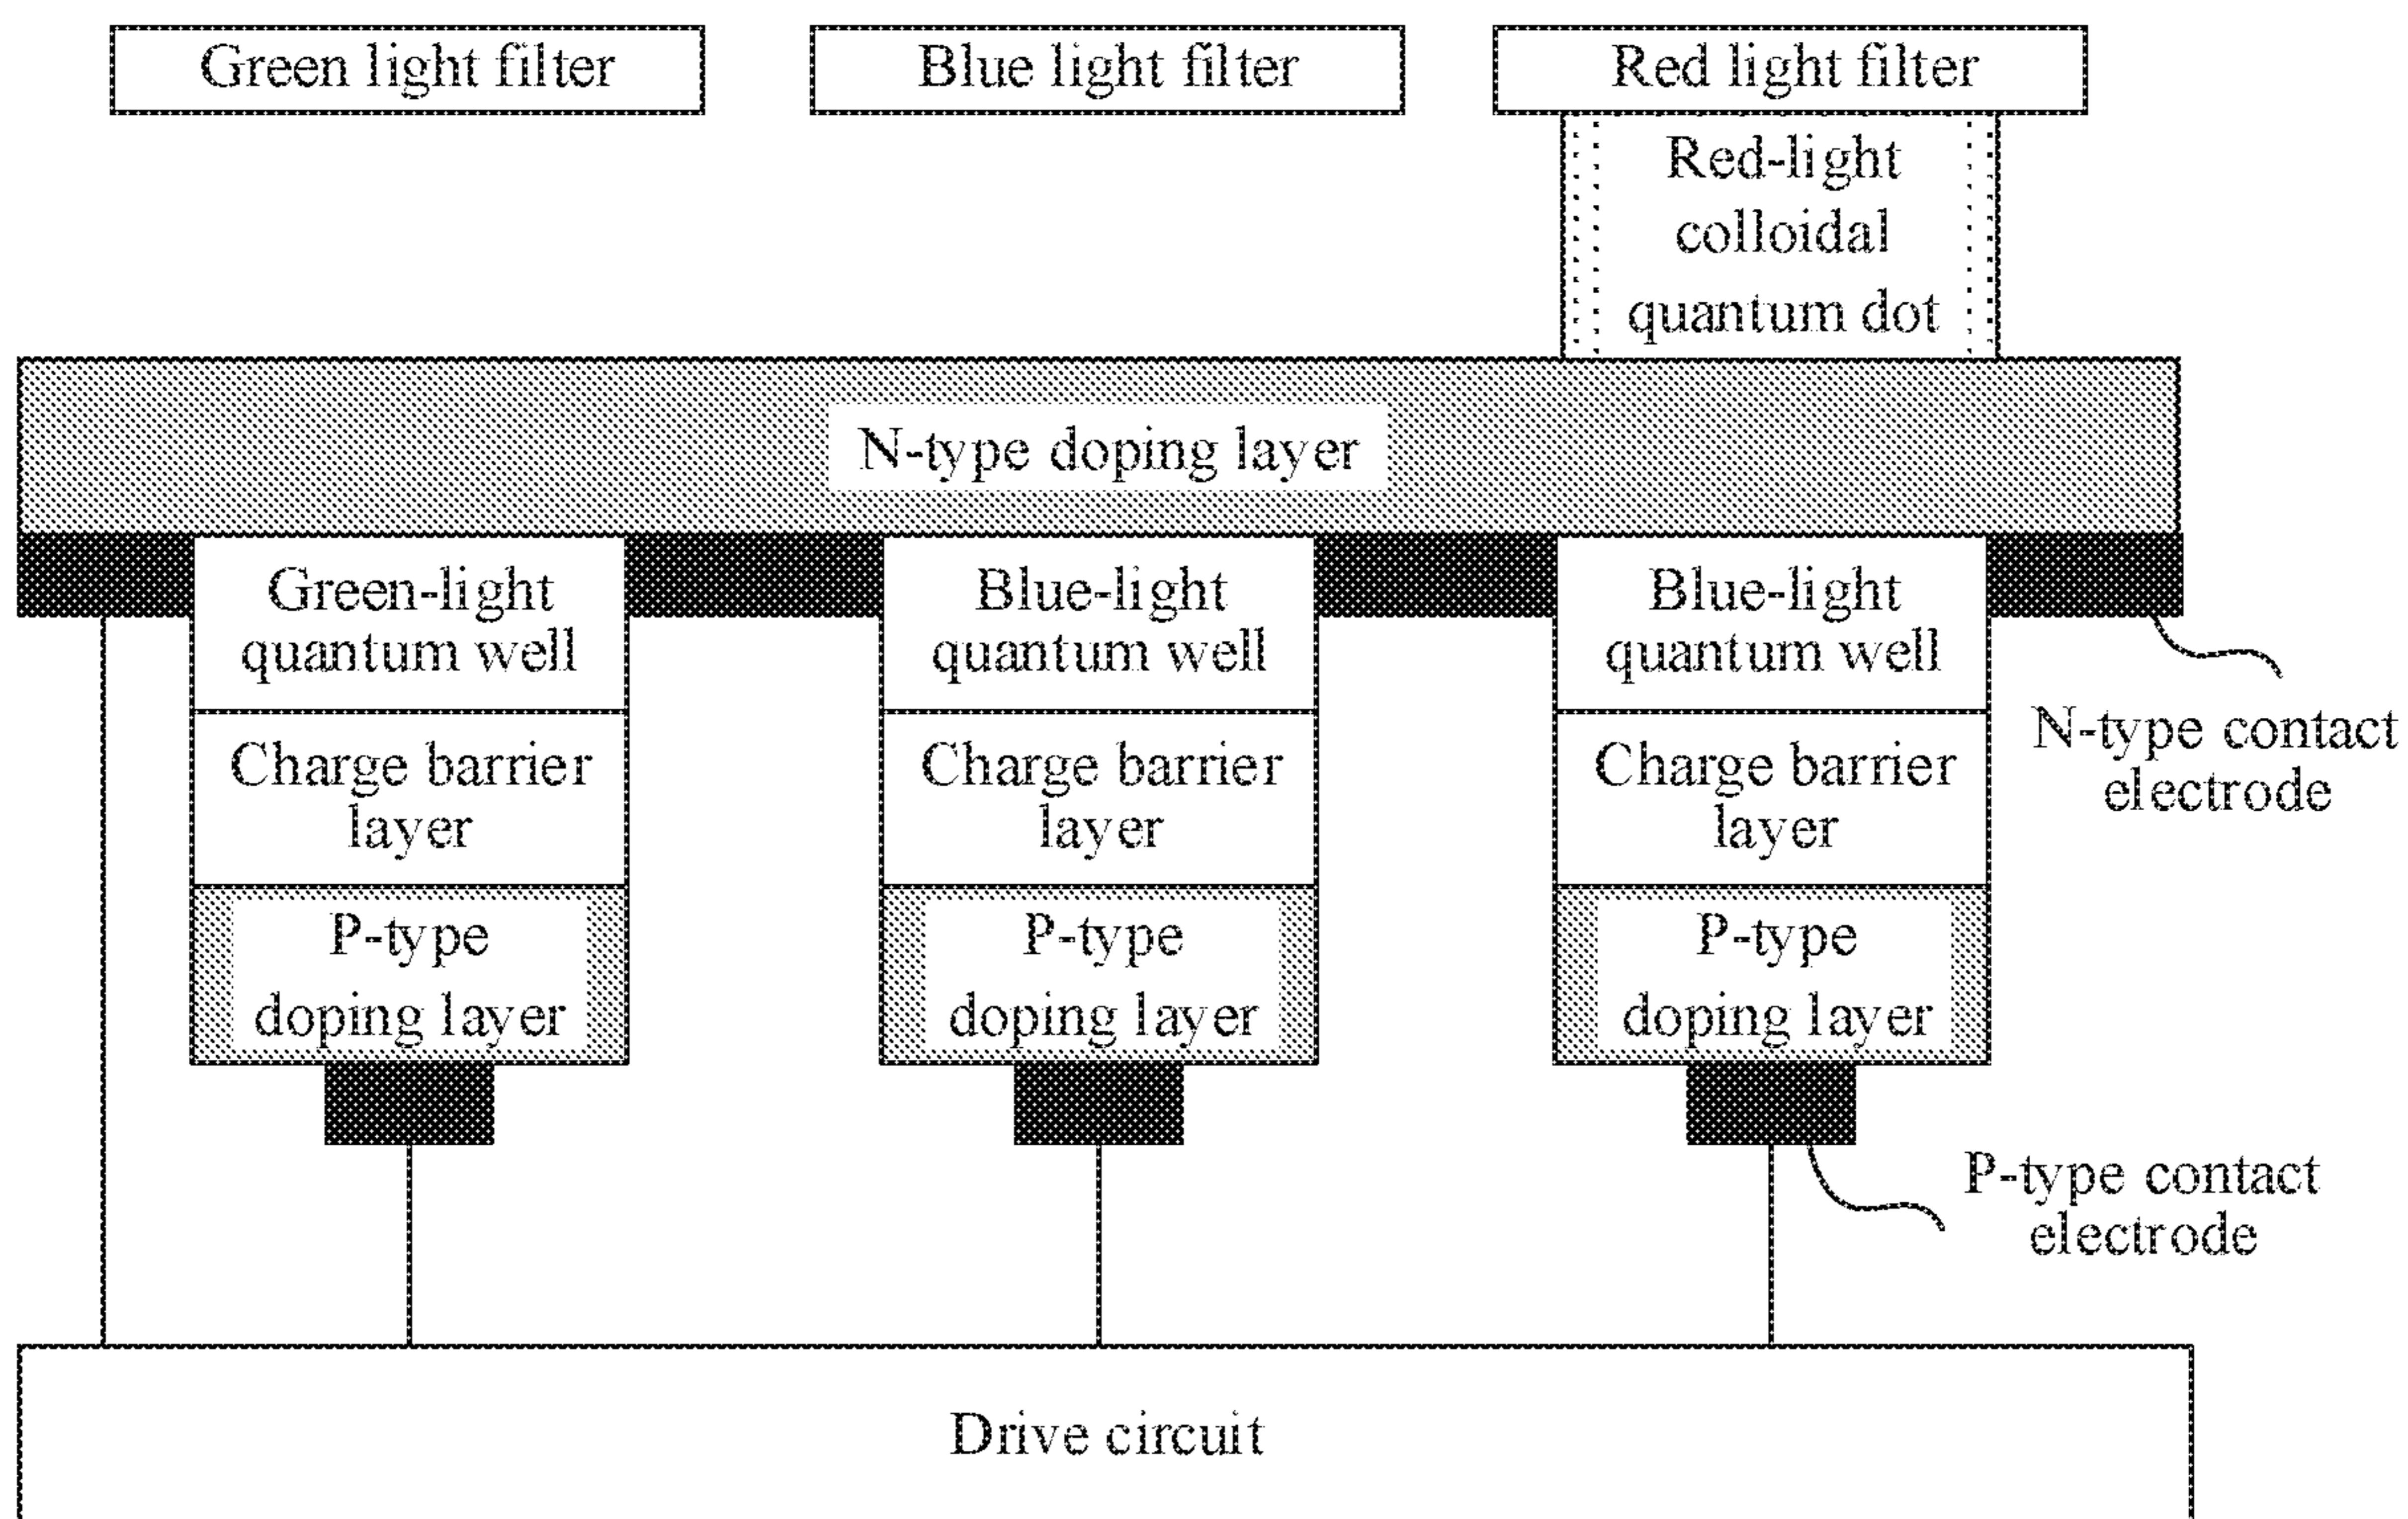 Green light filter
Blue light filter
Red light filter
Red-light
colloidal
quantum dot
N-type doping layer
Green-light
quantum well
Blue-light
quantum well
Blue-light
quantum well
N-type contact
electrode
Charge barrier
layer
Charge barrier
layer
Charge barrier
layer
P-type
doping layer
P-type
doping layer
P-type
doping layer
P-type contact
electrode
Drive circuit